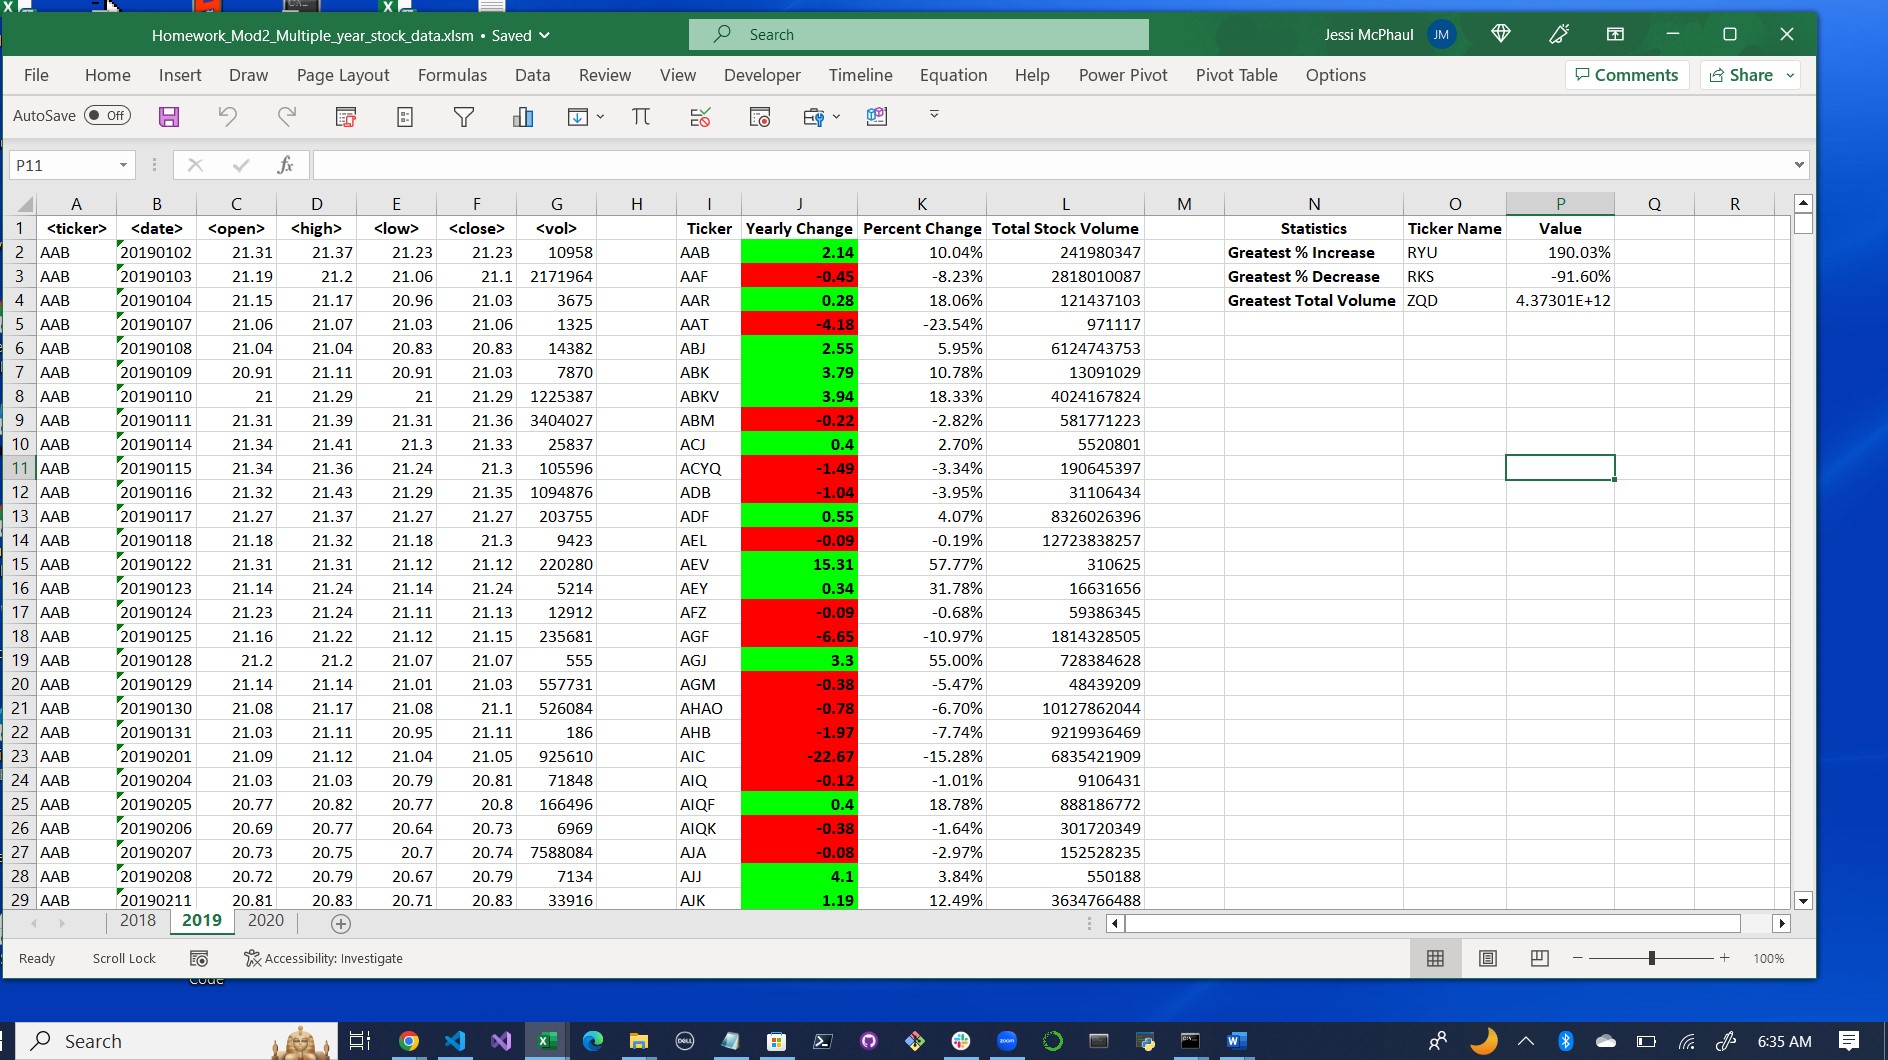 Homework_Mod2_Multiple_year_stock_data.xlsm • Saved Search Jessi McPhaul JM
File Home Insert Draw Page Layout Formulas Data Review View Developer Timeline Equation Help Power Pivot Pivot Table Options Comments Share
AutoSave Off
P11 fx
A B C D E F G H I J K L M N O P Q R
1 <ticker> <date> <open> <high> <low> <close> <vol> Ticker Yearly Change Percent Change Total Stock Volume Statistics Ticker Name Value
2 AAB 20190102 21.31 21.37 21.23 21.23 10958 AAB 2.14 10.04% 241980347 Greatest % Increase RYU 190.03%
3 AAB 20190103 21.19 21.2 21.06 21.1 2171964 AAF -0.45 -8.23% 2818010087 Greatest % Decrease RKS -91.60%
4 AAB 20190104 21.15 21.17 20.96 21.03 3675 AAR 0.28 18.06% 121437103 Greatest Total Volume ZQD 4.37301E+12
5 AAB 20190107 21.06 21.07 21.03 21.06 1325 AAT -4.18 -23.54% 971117
6 AAB 20190108 21.04 21.04 20.83 20.83 14382 ABJ 2.55 5.95% 6124743753
7 AAB 20190109 20.91 21.11 20.91 21.03 7870 ABK 3.79 10.78% 13091029
8 AAB 20190110 21 21.29 21 21.29 1225387 ABKV 3.94 18.33% 4024167824
9 AAB 20190111 21.31 21.39 21.31 21.36 3404027 ABM -0.22 -2.82% 581771223
10 AAB 20190114 21.34 21.41 21.3 21.33 25837 ACJ 0.4 2.70% 5520801
11 AAB 20190115 21.34 21.36 21.24 21.3 105596 ACYQ -1.49 -3.34% 190645397
12 AAB 20190116 21.32 21.43 21.29 21.35 1094876 ADB -1.04 -3.95% 31106434
13 AAB 20190117 21.27 21.37 21.27 21.27 203755 ADF 0.55 4.07% 8326026396
14 AAB 20190118 21.18 21.32 21.18 21.3 9423 AEL -0.09 -0.19% 12723838257
15 AAB 20190122 21.31 21.31 21.12 21.12 220280 AEV 15.31 57.77% 310625
16 AAB 20190123 21.14 21.24 21.14 21.24 5214 AEY 0.34 31.78% 16631656
17 AAB 20190124 21.23 21.24 21.11 21.13 12912 AFZ -0.09 -0.68% 59386345
18 AAB 20190125 21.16 21.22 21.12 21.15 235681 AGF -6.65 -10.97% 1814328505
19 AAB 20190128 21.2 21.2 21.07 21.07 555 AGJ 3.3 55.00% 728384628
20 AAB 20190129 21.14 21.14 21.01 21.03 557731 AGM -0.38 -5.47% 48439209
21 AAB 20190130 21.08 21.17 21.08 21.1 526084 AHAO -0.78 -6.70% 10127862044
22 AAB 20190131 21.03 21.11 20.95 21.11 186 AHB -1.97 -7.74% 9219936469
23 AAB 20190201 21.09 21.12 21.04 21.05 925610 AIC -22.67 -15.28% 6835421909
24 AAB 20190204 21.03 21.03 20.79 20.81 71848 AIQ -0.12 -1.01% 9106431
25 AAB 20190205 20.77 20.82 20.77 20.8 166496 AIQF 0.4 18.78% 888186772
26 AAB 20190206 20.69 20.77 20.64 20.73 6969 AIQK -0.38 -1.64% 301720349
27 AAB 20190207 20.73 20.75 20.7 20.74 7588084 AJA -0.08 -2.97% 152528235
28 AAB 20190208 20.72 20.79 20.67 20.79 7134 AJJ 4.1 3.84% 550188
29 AAB 20190211 20.81 20.83 20.71 20.83 33916 AJK 1.19 12.49% 3634766488
2018 2019 2020
Ready Scroll Lock Accessibility: Investigate 100%
Code
Search 6:35 AM